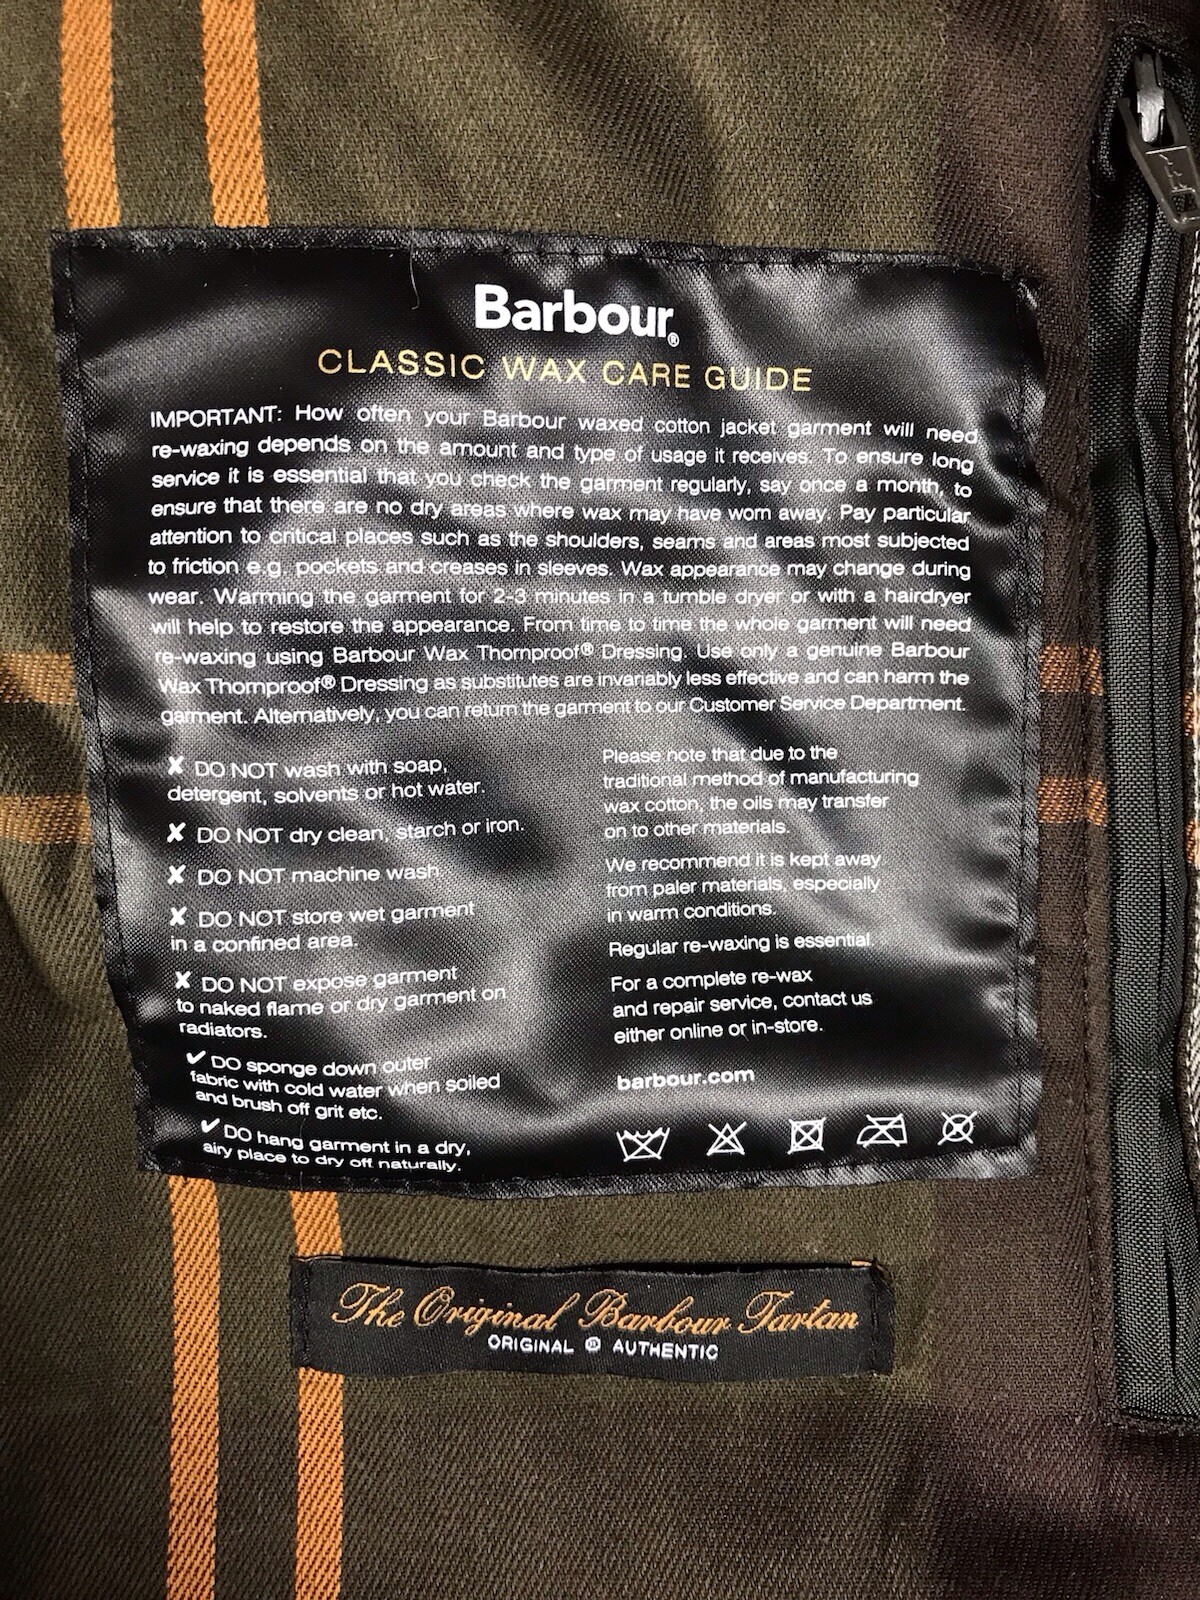 Barbour®
CLASSIC WAX CARE GUIDE
IMPORTANT: How often your Barbour waxed cotton jacket garment will need
re-waxing depends on the amount and type of usage it receives. To ensure long
service it is essential that you check the garment regularly, say once a month, to
ensure that there are no dry areas where wax may have worn away. Pay particular
attention to critical places such as the shoulders, seams and areas most subjected
to friction e.g. pockets and creases in sleeves. Wax appearance may change during
wear. Warming the garment for 2-3 minutes in a tumble dryer or with a hairdryer
will help to restore the appearance. From time to time the whole garment will need
re-waxing using Barbour Wax Thornproof® Dressing. Use only a genuine Barbour
Wax Thornproof® Dressing as substitutes are invariably less effective and can harm the
garment. Alternatively, you can return the garment to our Customer Service Department.
✘ DO NOT wash with soap,
detergent, solvents or hot water.
✘ DO NOT dry clean, starch or iron.
✘ DO NOT machine wash.
✘ DO NOT store wet garment
in a confined area.
✘ DO NOT expose garment
to naked flame or dry garment on
radiators.
✔ DO sponge down outer
fabric with cold water when soiled
and brush off grit etc.
✔ DO hang garment in a dry,
airy place to dry off naturally.
Please note that due to the
traditional method of manufacturing
wax cotton, the oils may transfer
on to other materials.
We recommend it is kept away
from paler materials, especially
in warm conditions.
Regular re-waxing is essential.
For a complete re-wax
and repair service, contact us
either online or in-store.
barbour.com
The Original Barbour Tartan
ORIGINAL AUTHENTIC